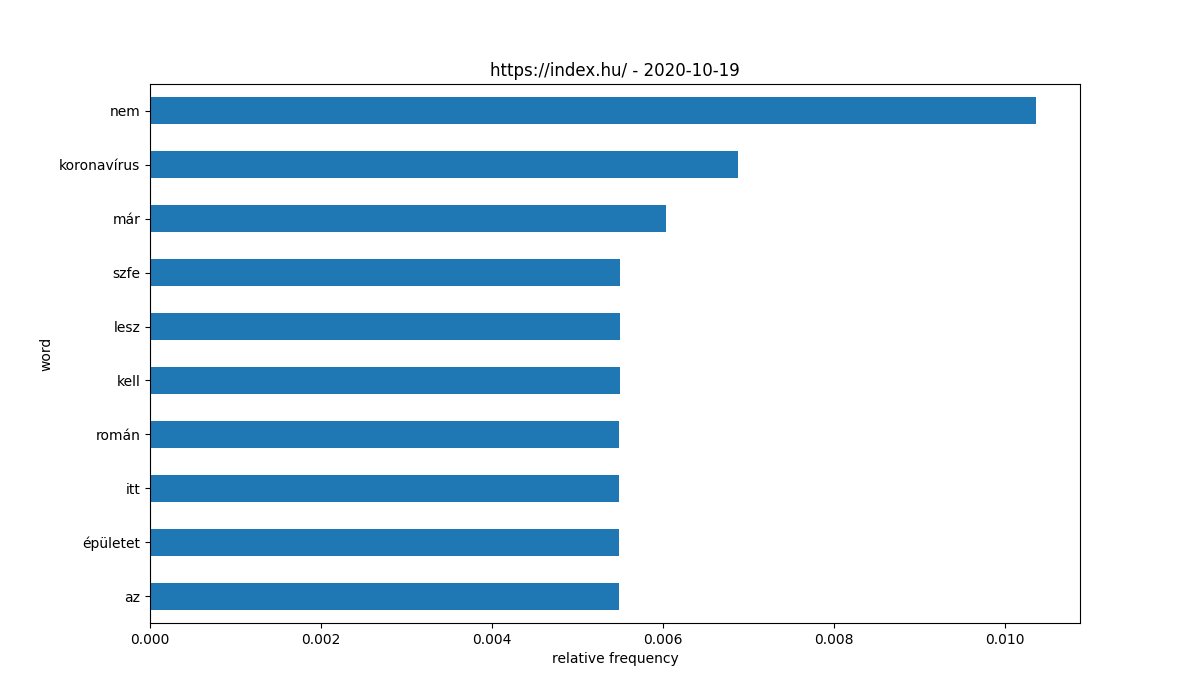 https://index.hu/ - 2020-10-19
nem
koronavírus
már
szfe
lesz
kell
román
itt
épületet
az
word
0.000 0.002 0.004 0.006 0.008 0.010
relative frequency